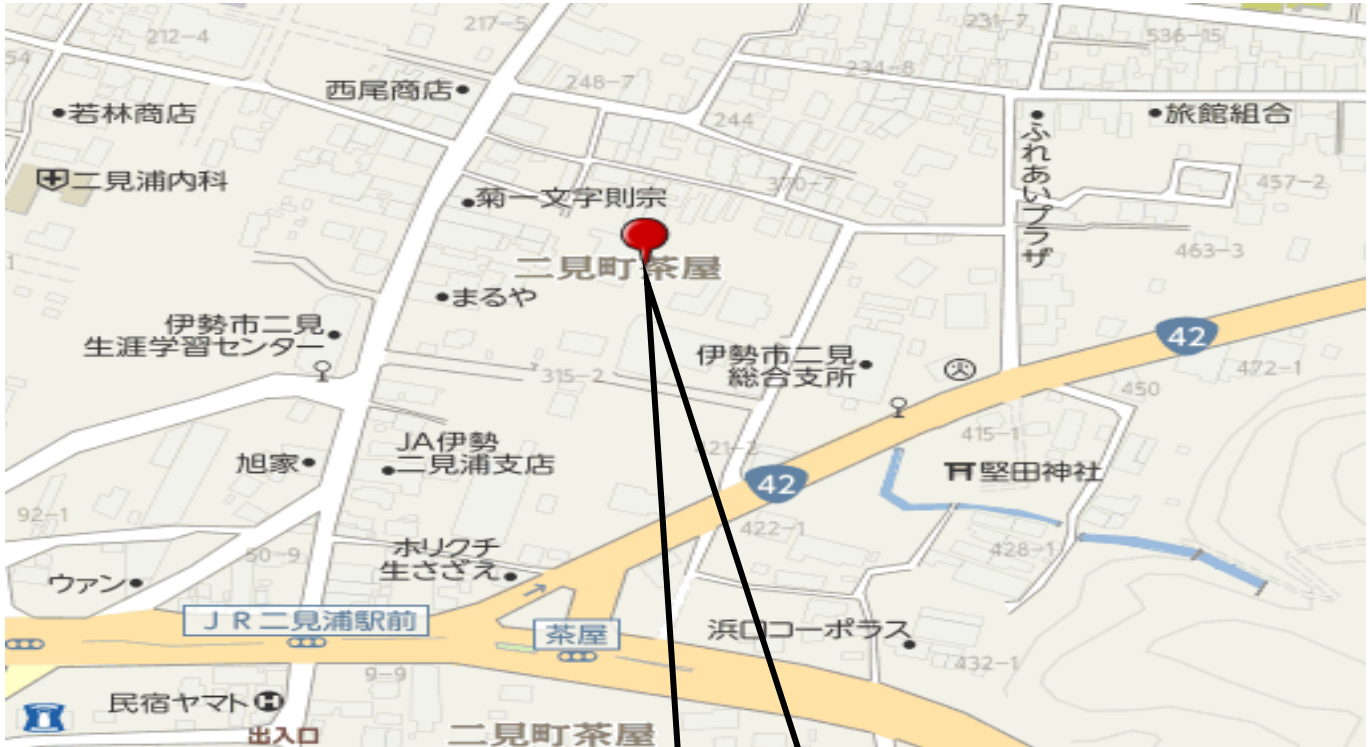 217-5
231-7
212-4
536-15
54
248-7
234-8
西尾商店
若林商店
244
旅館組合
ふれあいプラザ
二見浦内科
菊一文字則宗
370-7
457-2
463-3
二見町茶屋
まるや
伊勢市二見
生涯学習センター
42
伊勢市二見
総合支所
315-2
472-1
450
JA伊勢
二見浦支店
旭家
421-2
415-1
堅田神社
42
92-1
422-1
50-9
ホリクチ
生さざえ
428-1
ウァン
JR二見浦駅前
茶屋
浜口コーポラス
432-1
9-9
民宿ヤマト
H
出入口
二見町茶屋